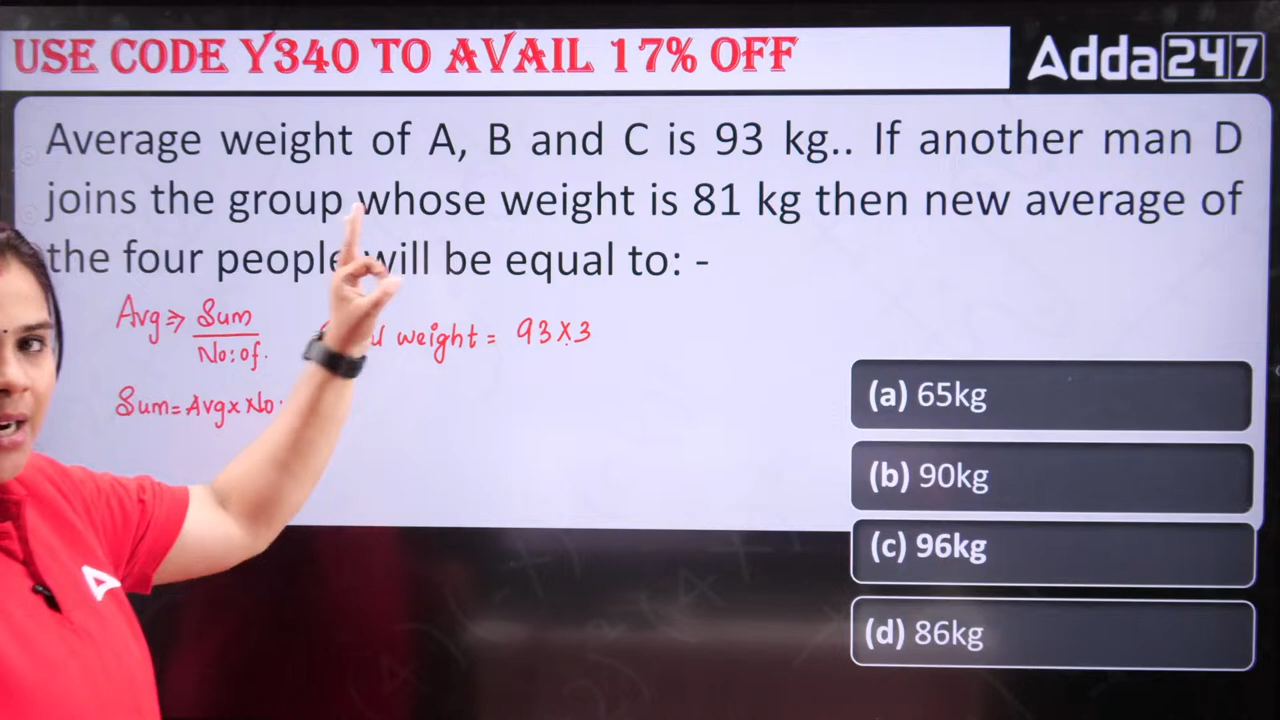 USE CODE Y340 TO AVAIL 17% OFF
Adda247
Average weight of A, B and C is 93 kg.. If another man D
joins the group whose weight is 81 kg then new average of
the four people will be equal to: -
Avg ⇒ Sum
No: of.
weight = 93X3
Sum = Avg x No:
(a) 65kg
(b) 90kg
(c) 96kg
(d) 86kg